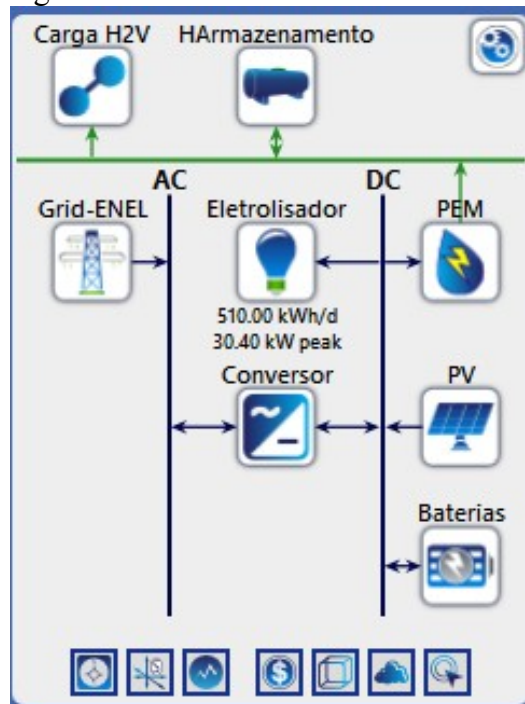 Carga H2V HArmazenamento
AC DC
Grid-ENEL Eletrolisador PEM
510.00 kWh/d
30.40 kW peak
Conversor PV
Baterias